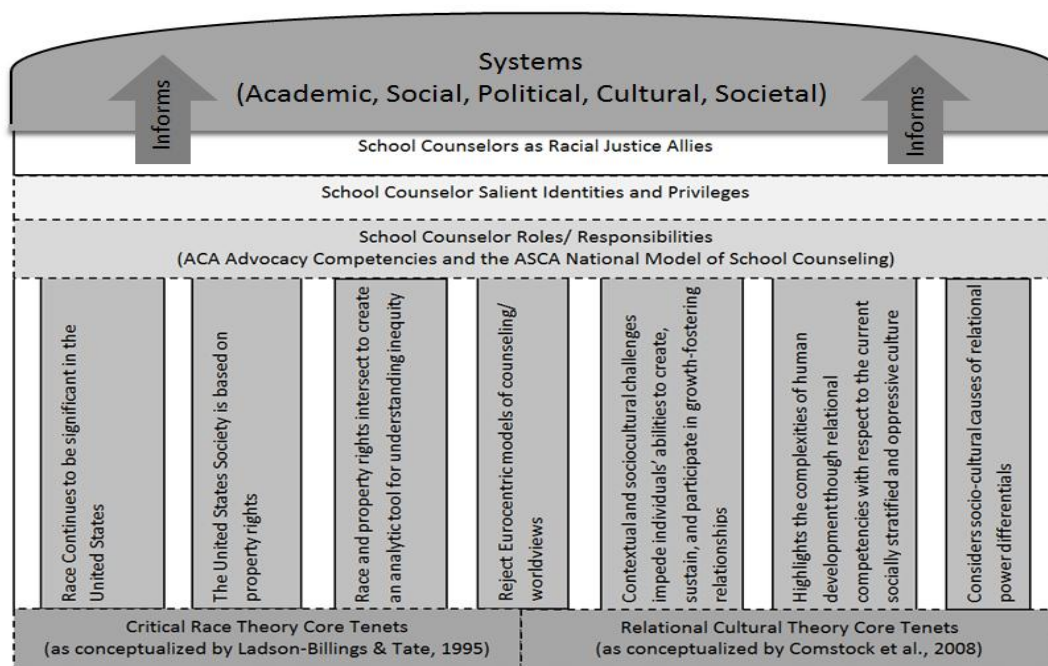 Systems
(Academic, Social, Political, Cultural, Societal)
Informs
Informs
School Counselors as Racial Justice Allies
School Counselor Salient Identities and Privileges
School Counselor Roles/ Responsibilities
(ACA Advocacy Competencies and the ASCA National Model of School Counseling)
Race Continues to be significant in the
United States
The United States Society is based on
property rights
Race and property rights intersect to create
an analytic tool for understanding inequity
Reject Eurocentric models of counseling/
worldviews
Contextual and sociocultural challenges
impede individuals' abilities to create,
sustain, and participate in growth-fostering
relationships
Highlights the complexities of human
development though relational
competencies with respect to the current
socially stratified and oppressive culture
Considers socio-cultural causes of relational
power differentials
Critical Race Theory Core Tenets
(as conceptualized by Ladson-Billings & Tate, 1995)
Relational Cultural Theory Core Tenets
(as conceptualized by Comstock et al., 2008)